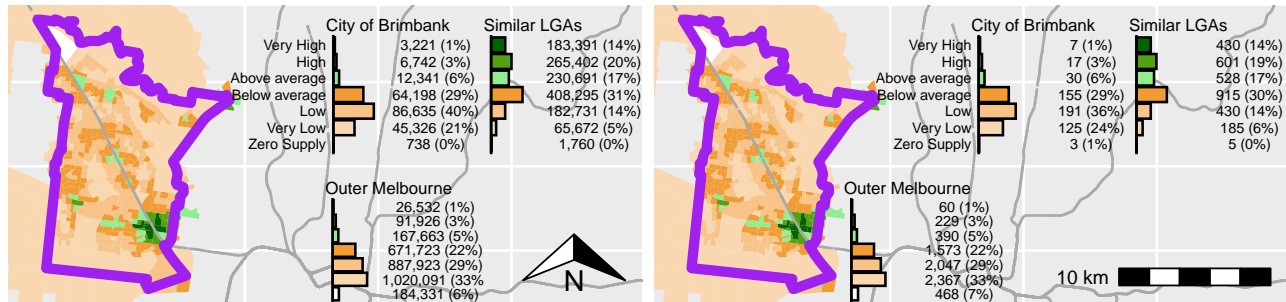 City of Brimbank Similar LGAs
Very High 3,221 (1%) 183,391 (14%)
High 6,742 (3%) 265,402 (20%)
Above average 12,341 (6%) 230,691 (17%)
Below average 64,198 (29%) 408,295 (31%)
Low 86,635 (40%) 182,731 (14%)
Very Low 45,326 (21%) 65,672 (5%)
Zero Supply 738 (0%) 1,760 (0%)
Outer Melbourne
26,532 (1%)
91,926 (3%)
167,663 (5%)
671,723 (22%)
887,923 (29%)
1,020,091 (33%
184,331 (6%)
N
City of Brimbank Similar LGAs
Very High 7 (1%) 430 (14%)
High 17 (3%) 601 (19%)
Above average 30 (6%) 528 (17%)
Below average 155 (29%) 915 (30%)
Low 191 (36%) 430 (14%)
Very Low 125 (24%) 185 (6%)
Zero Supply 3 (1%) 5 (0%)
Outer Melbourne
60 (1%)
229 (3%)
390 (5%)
1,573 (22%)
2,047 (29%)
2,367 (33%)
468 (7%)
10 km